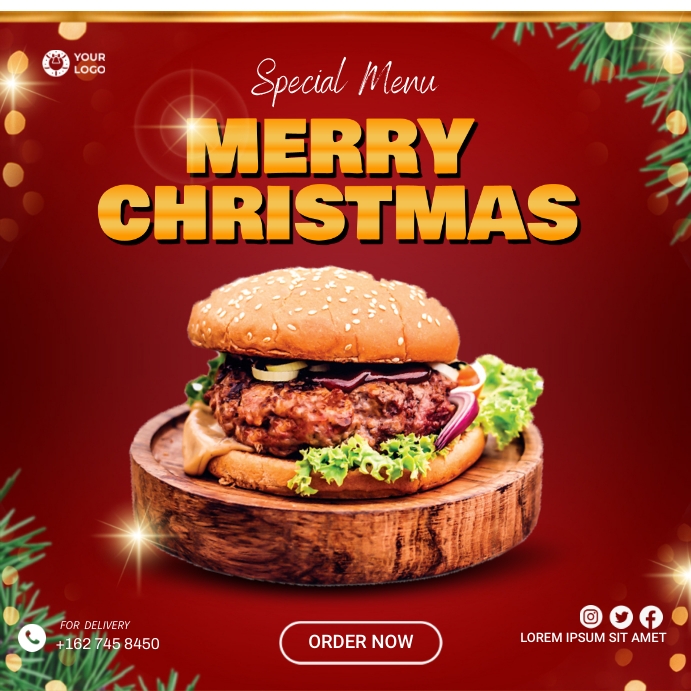 YOUR
LOGO
Special Menu
MERRY
CHRISTMAS
FOR DELIVERY
+162 745 8450
ORDER NOW
LOREM IPSUM SIT AMET